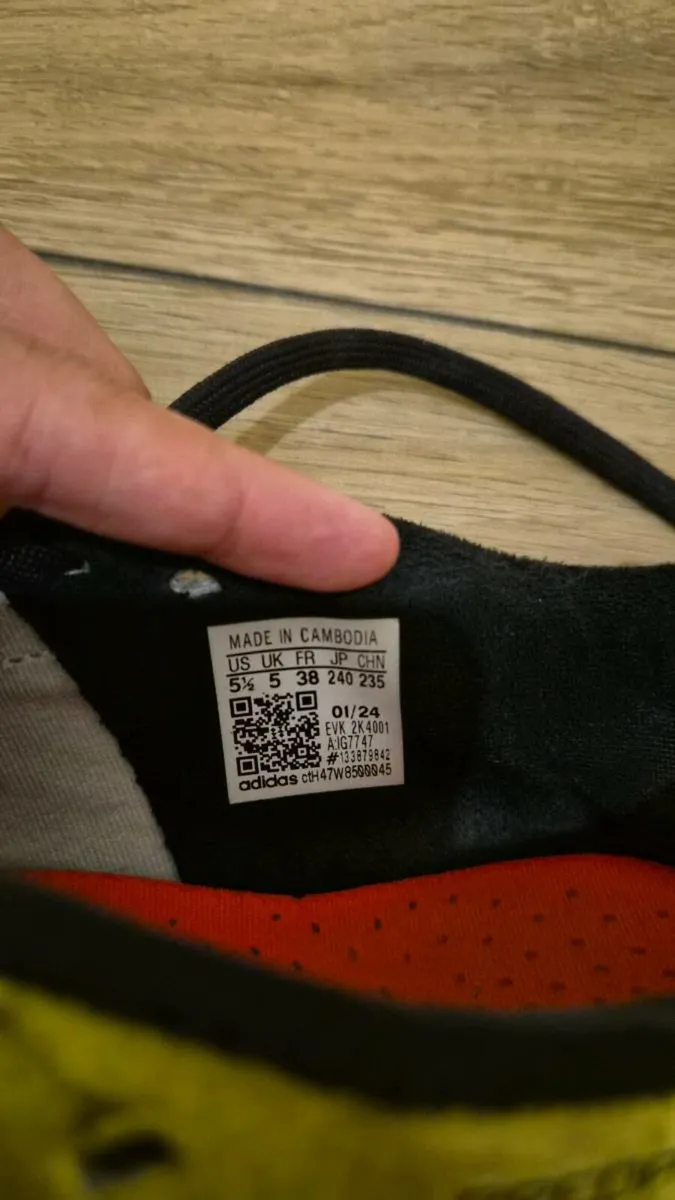 MADE IN CAMBODIA
US UK FR JP CHN
5½ 5 38 240 235
01/24
EVK 2K4001
A:IG7747
#133879842
adidas ctH47W8500045